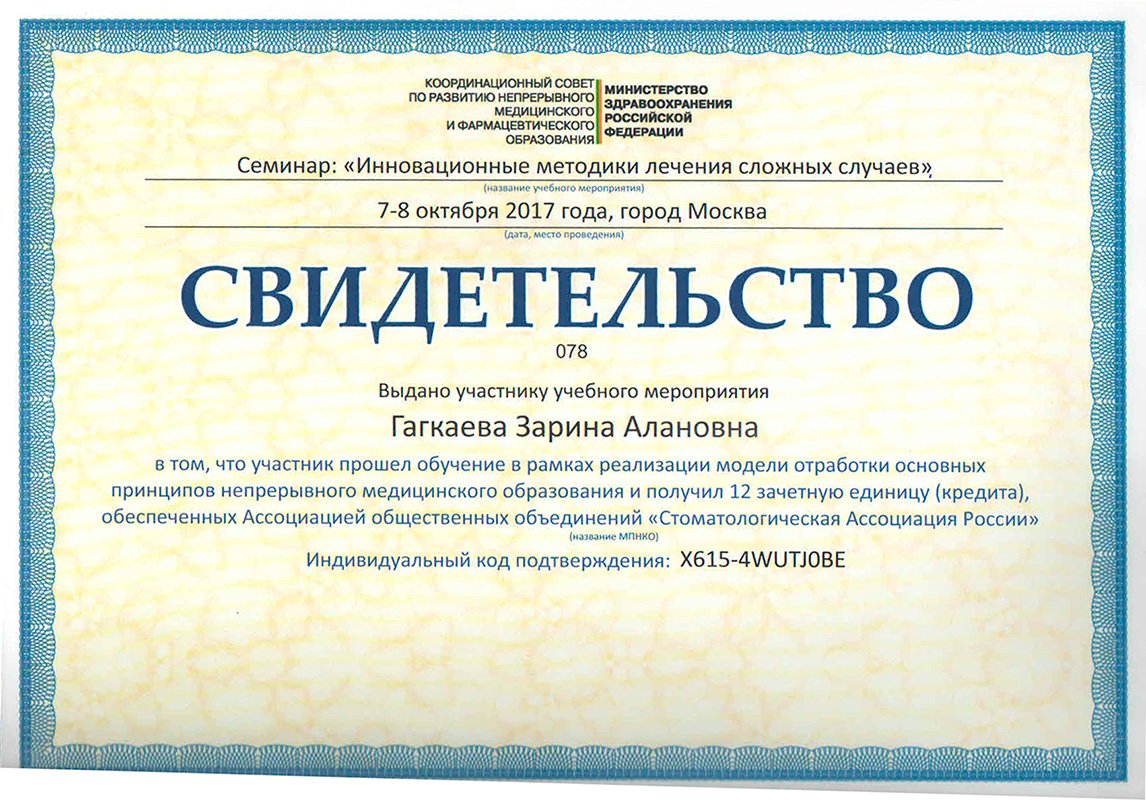 КООРДИНАЦИОННЫЙ СОВЕТ
ПО РАЗВИТИЮ НЕПРЕРЫВНОГО
МЕДИЦИНСКОГО
И ФАРМАЦЕВТИЧЕСКОГО
ОБРАЗОВАНИЯ
МИНИСТЕРСТВО
ЗДРАВООХРАНЕНИЯ
РОССИЙСКОЙ
ФЕДЕРАЦИИ
Семинар: «Инновационные методики лечения сложных случаев»,
(название учебного мероприятия)
7-8 октября 2017 года, город Москва
(дата, место проведения)
СВИДЕТЕЛЬСТВО
078
Выдано участнику учебного мероприятия
Гагкаева Зарина Алановна
в том, что участник прошел обучение в рамках реализации модели отработки основных
принципов непрерывного медицинского образования и получил 12 зачетную единицу (кредита),
обеспеченных Ассоциацией общественных объединений «Стоматологическая Ассоциация России»
(название МПНКО)
Индивидуальный код подтверждения: X615-4WUTJ0BE